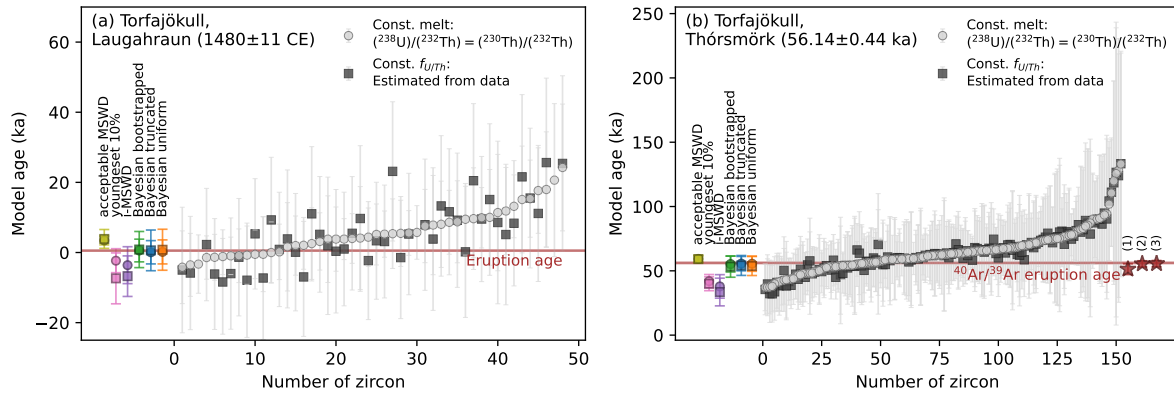 (a) Torfajökull,
Laugahraun (1480±11 CE)
Const. melt:
(²³⁸U)/(²³²Th) = (²³⁰Th)/(²³²Th)
Const. f_{U/Th}:
Estimated from data
acceptable MSWD
youngeset 10%
I-MSWD
Bayesian bootstrapped
Bayesian truncated
Bayesian uniform
Eruption age
Model age (ka)
60
40
20
0
−20
0
10
20
30
40
50
Number of zircon
(b) Torfajökull,
Thórsmörk (56.14±0.44 ka)
Const. melt:
(²³⁸U)/(²³²Th) = (²³⁰Th)/(²³²Th)
Const. f_{U/Th}:
Estimated from data
acceptable MSWD
youngeset 10%
I-MSWD
Bayesian bootstrapped
Bayesian truncated
Bayesian uniform
(1)
(2)
(3)
⁴⁰Ar/³⁹Ar eruption age
Model age (ka)
250
200
150
100
50
0
0
25
50
75
100
125
150
Number of zircon